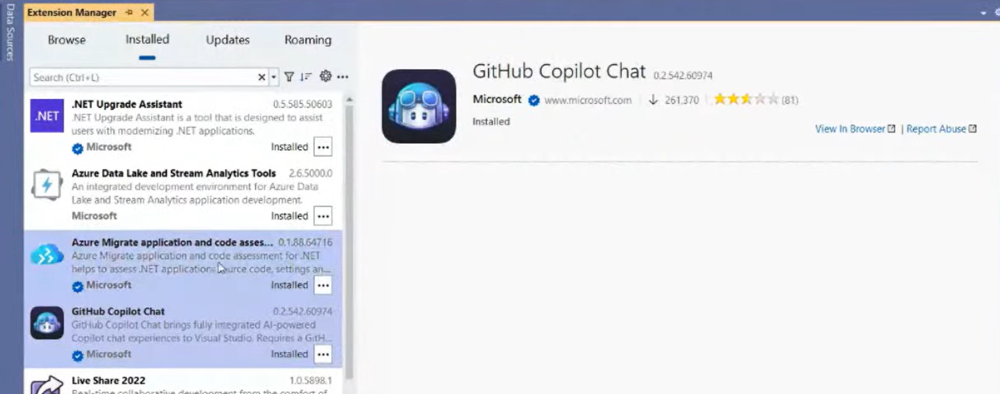 Data Sources
Extension Manager
Browse Installed Updates Roaming
Search (Ctrl+L)
.NET
.NET Upgrade Assistant 0.5.585.50603
.NET Upgrade Assistant is a tool that is designed to assist
users with modernizing .NET applications.
Microsoft Installed
Azure Data Lake and Stream Analytics Tools 2.6.5000.0
An integrated development environment for Azure Data
Lake and Stream Analytics application development.
Microsoft Installed
Azure Migrate application and code asses... 0.1.88.64716
Azure Migrate application and code assessment for .NET
helps to assess .NET applications source code, settings an...
Microsoft Installed
GitHub Copilot Chat 0.2.542.60974
GitHub Copilot Chat brings fully integrated AI-powered
Copilot chat experiences to Visual Studio. Requires a GitH...
Microsoft Installed
Live Share 2022 1.0.5898.1
Real-time collaborative development from the comfort of
GitHub Copilot Chat 0.2.542.60974
Microsoft www.microsoft.com 261,370 (81)
Installed
View In Browser | Report Abuse